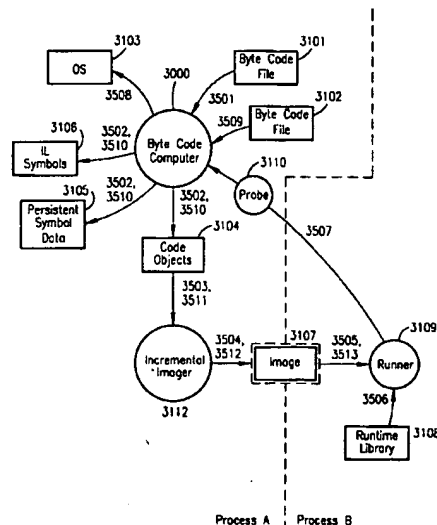 3103
OS
3508
3000
3101
Byte Code
File
3501
3102
Byte Code
File
3509
3106
IL
Symbols
3502,
3510
Byte Code
Computer
3110
Probe
3502,
3510
3105
Persistent
Symbol
Data
3502,
3510
3104
Code
Objects
3507
3503,
3511
3109
Incremental
Imager
3504,
3512
3107
Image
3505,
3513
Runner
3112
3506
Runtime
Library
3108
Process A
Process B